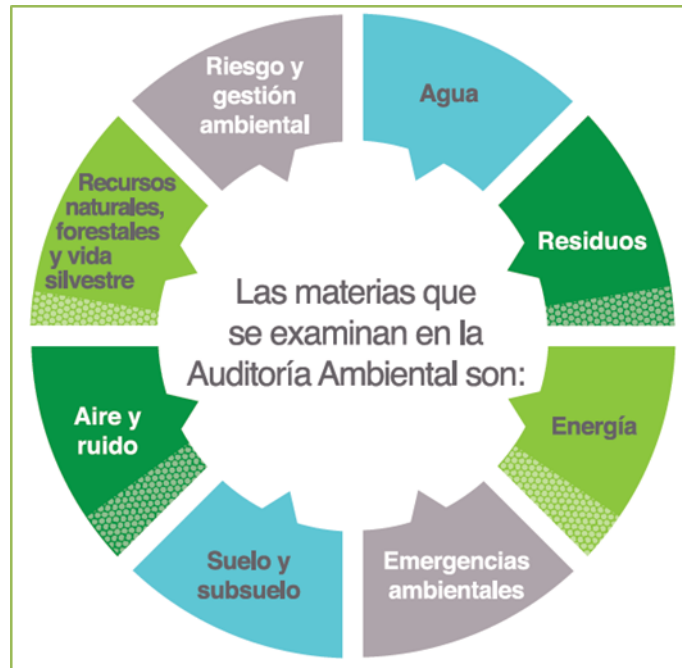 Las materias que
se examinan en la
Auditoría Ambiental son:
Agua
Residuos
Energía
Emergencias
ambientales
Suelo y
subsuelo
Aire y
ruido
Recursos
naturales,
forestales
y vida
silvestre
Riesgo y
gestión
ambiental